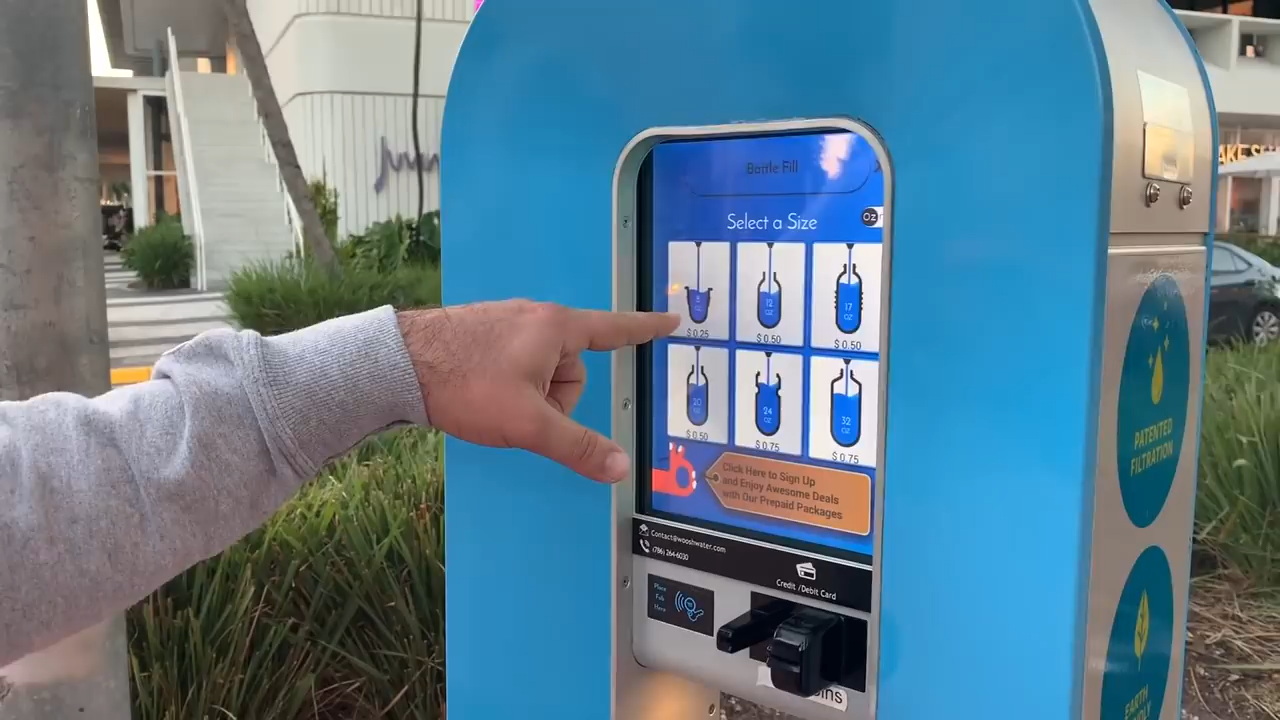 Bottle Fill
Select a Size
Oz
8
OZ
$ 0.25
12
OZ
$ 0.50
17
OZ
$ 0.50
20
OZ
$ 0.50
24
OZ
$ 0.75
32
OZ
$ 0.75
Click Here to Sign Up
and Enjoy Awesome Deals
with Our Prepaid Packages
Contact@wooshwater.com
(786) 264-6030
Credit /Debit Card
Place
Fob
Here
PATENTED
FILTRATION
EARTH